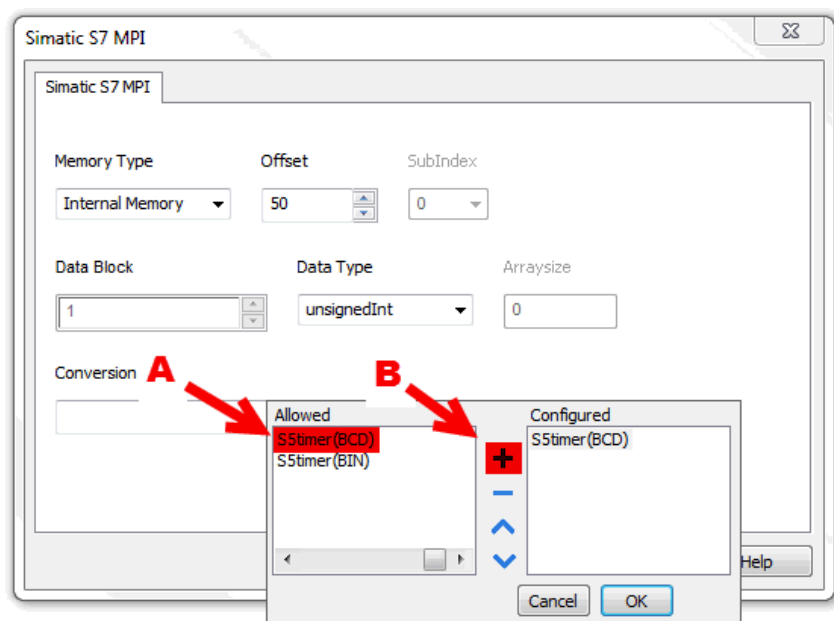 Simatic S7 MPI
Simatic S7 MPI
Memory Type Offset SubIndex
Internal Memory 50 0
Data Block Data Type Arraysize
1 unsignedInt 0
Conversion A B
Allowed Configured
S5timer(BCD) S5timer(BCD)
S5timer(BIN)
Help
Cancel OK